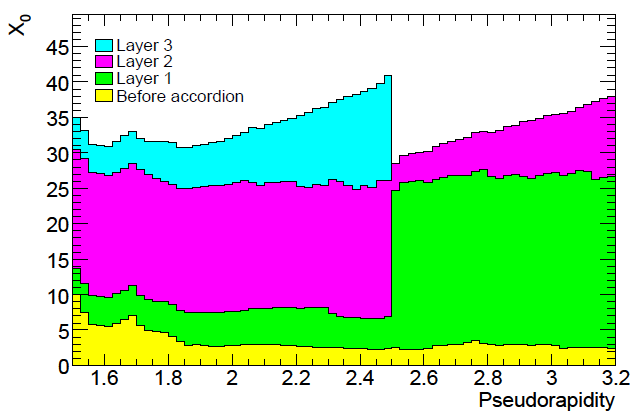 X0
45
40
35
30
25
20
15
10
5
0
Layer 3
Layer 2
Layer 1
Before accordion
1.6 1.8 2 2.2 2.4 2.6 2.8 3 3.2
Pseudorapidity